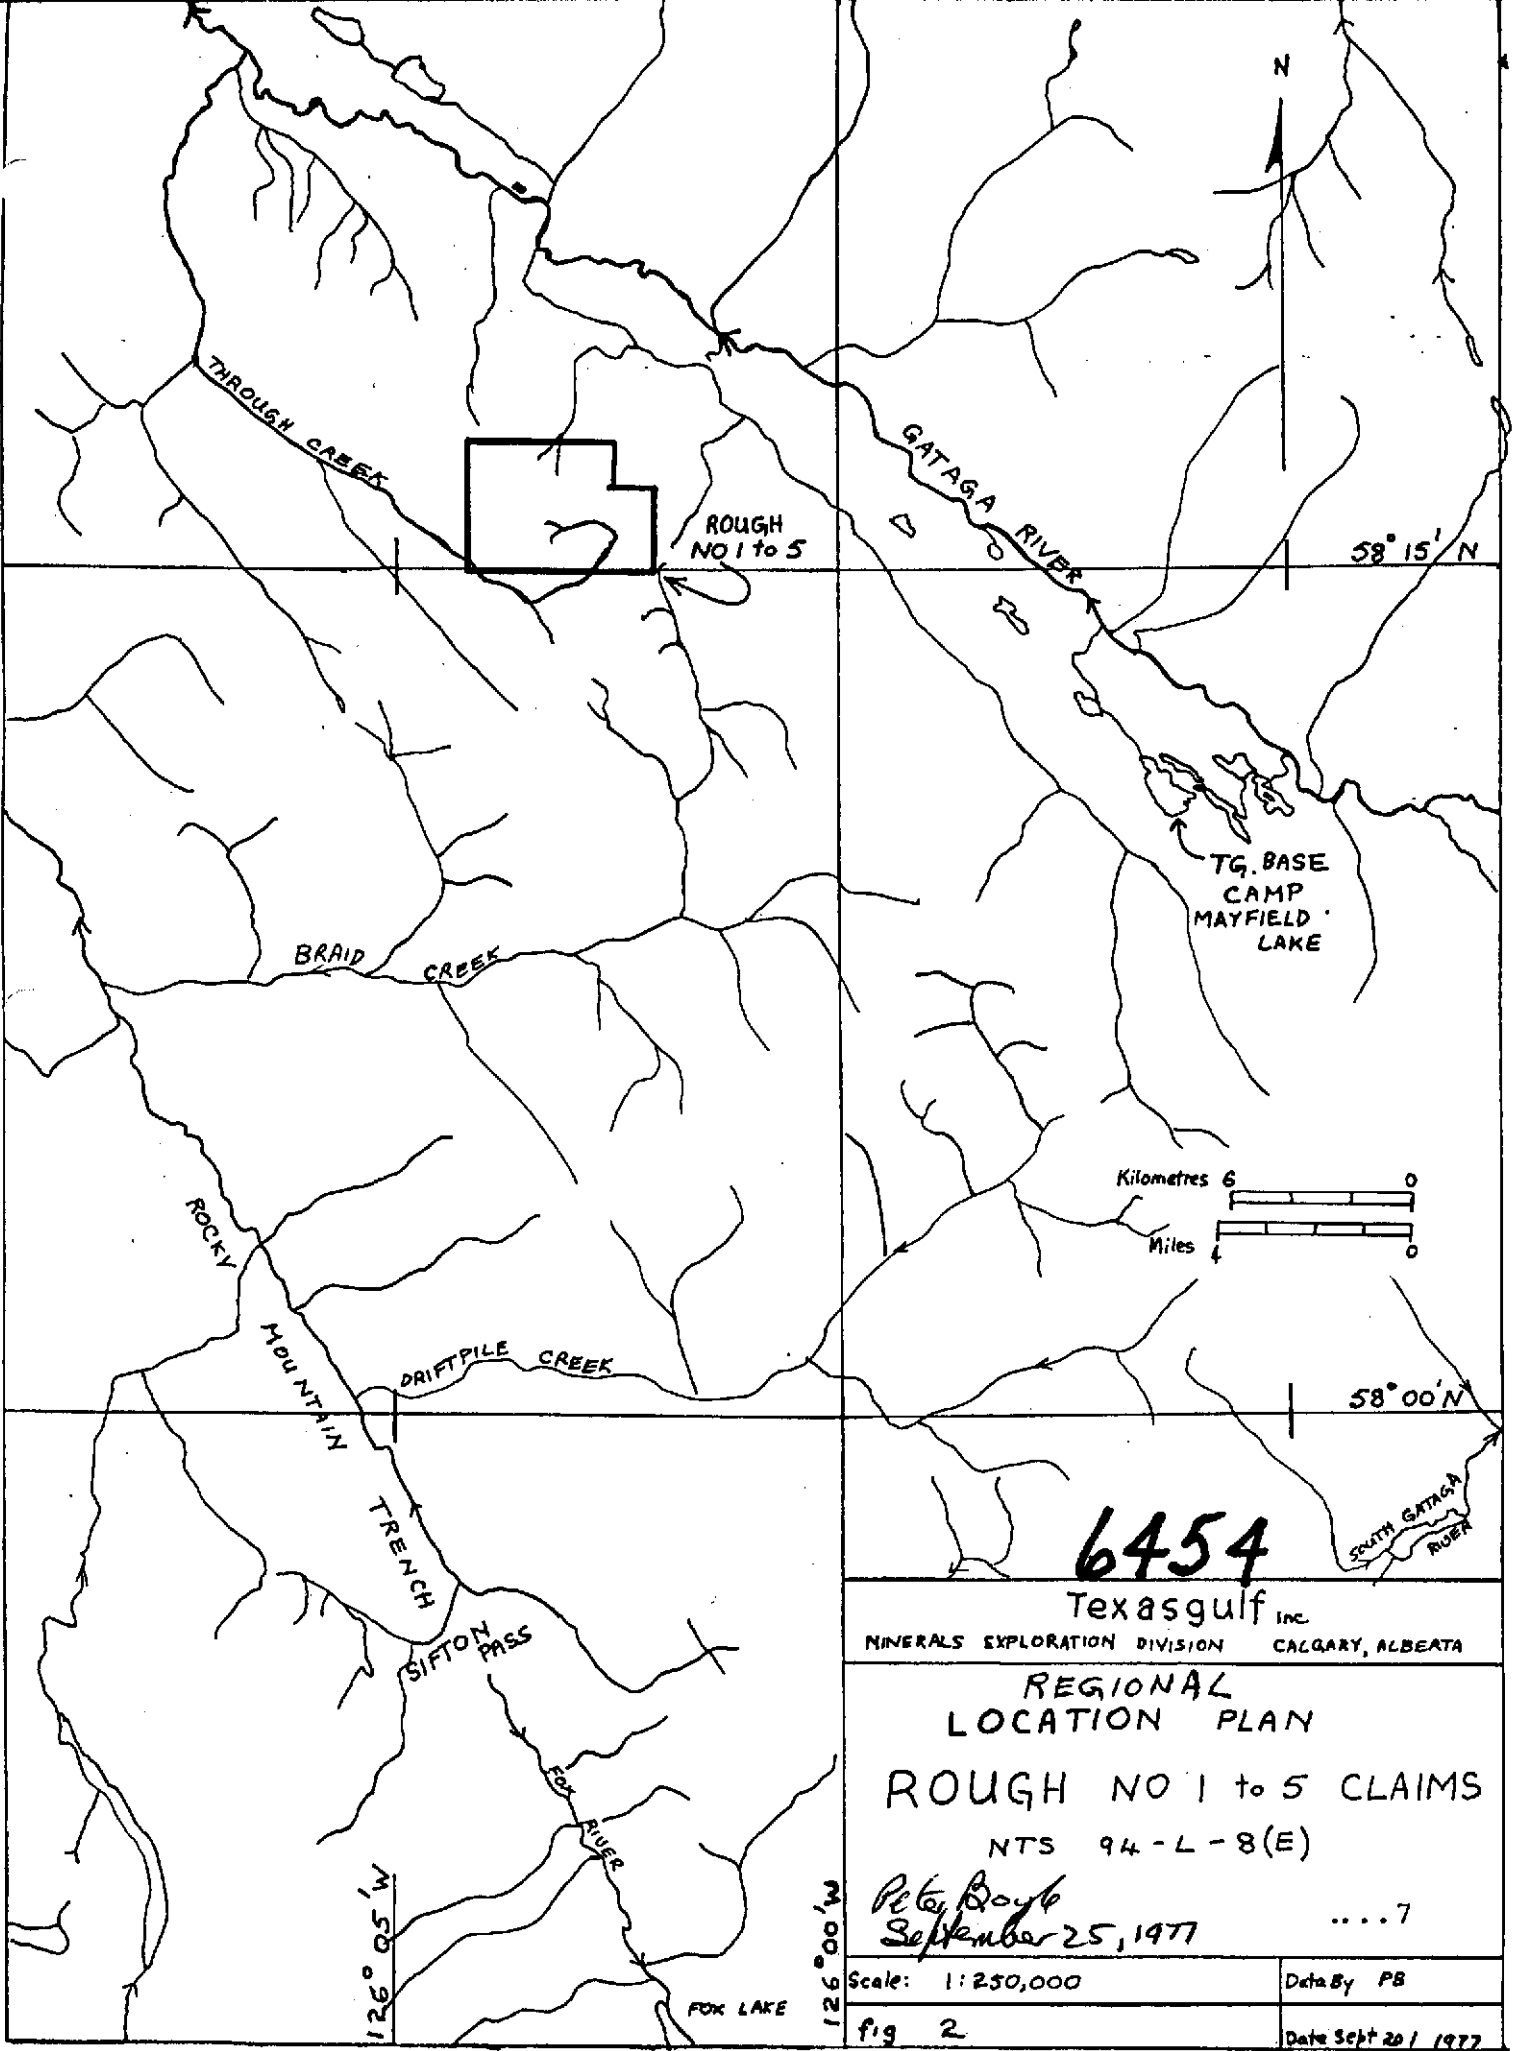 N
THROUGH CREEK
GATAGA RIVER
ROUGH
NO 1 to 5
58° 15' N
TG. BASE
CAMP
MAYFIELD
LAKE
BRAID CREEK
Kilometres 6 0
Miles 4 0
ROCKY MOUNTAIN TRENCH
DRIFTPILE CREEK
58° 00' N
SOUTH GATAGA
RIVER
SIFTON
PASS
FOX
RIVER
FOX LAKE
126° 05' W
126° 00' W
6454
Texasgulf Inc
MINERALS EXPLORATION DIVISION CALGARY, ALBERTA
REGIONAL
LOCATION PLAN
ROUGH NO 1 to 5 CLAIMS
NTS 94-L-8(E)
Peter Boyle
September 25, 1977
....7
Scale: 1:250,000
Data By PB
fig 2
Date Sept 20 / 1977